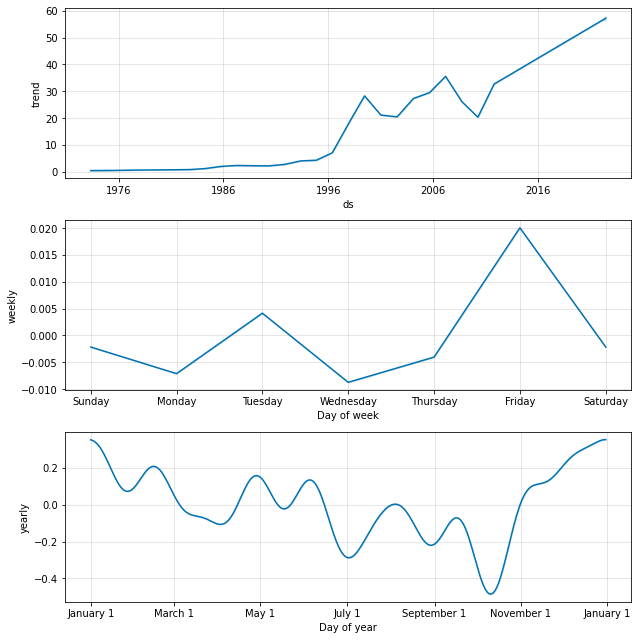 60
50
40
30
20
10
0
trend
1976 1986 1996 2006 2016
ds
0.020
0.015
0.010
0.005
0.000
−0.005
−0.010
weekly
Sunday Monday Tuesday Wednesday Thursday Friday Saturday
Day of week
0.2
0.0
−0.2
−0.4
yearly
January 1 March 1 May 1 July 1 September 1 November 1 January 1
Day of year